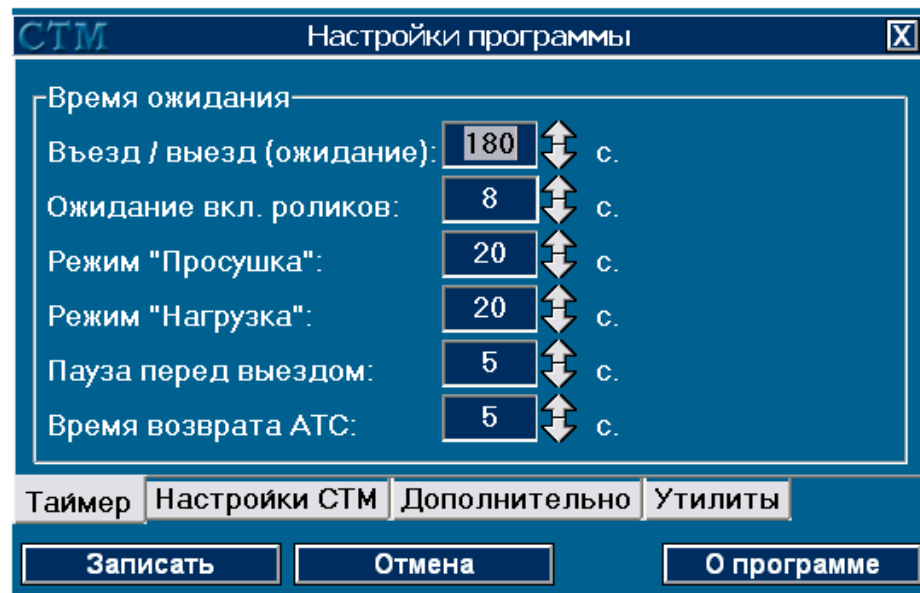 СТМ Настройки программы X
Время ожидания
Въезд / выезд (ожидание): 180 с.
Ожидание вкл. роликов: 8 с.
Режим "Просушка": 20 с.
Режим "Нагрузка": 20 с.
Пауза перед выездом: 5 с.
Время возврата АТС: 5 с.
Таймер Настройки СТМ Дополнительно Утилиты
Записать Отмена О программе